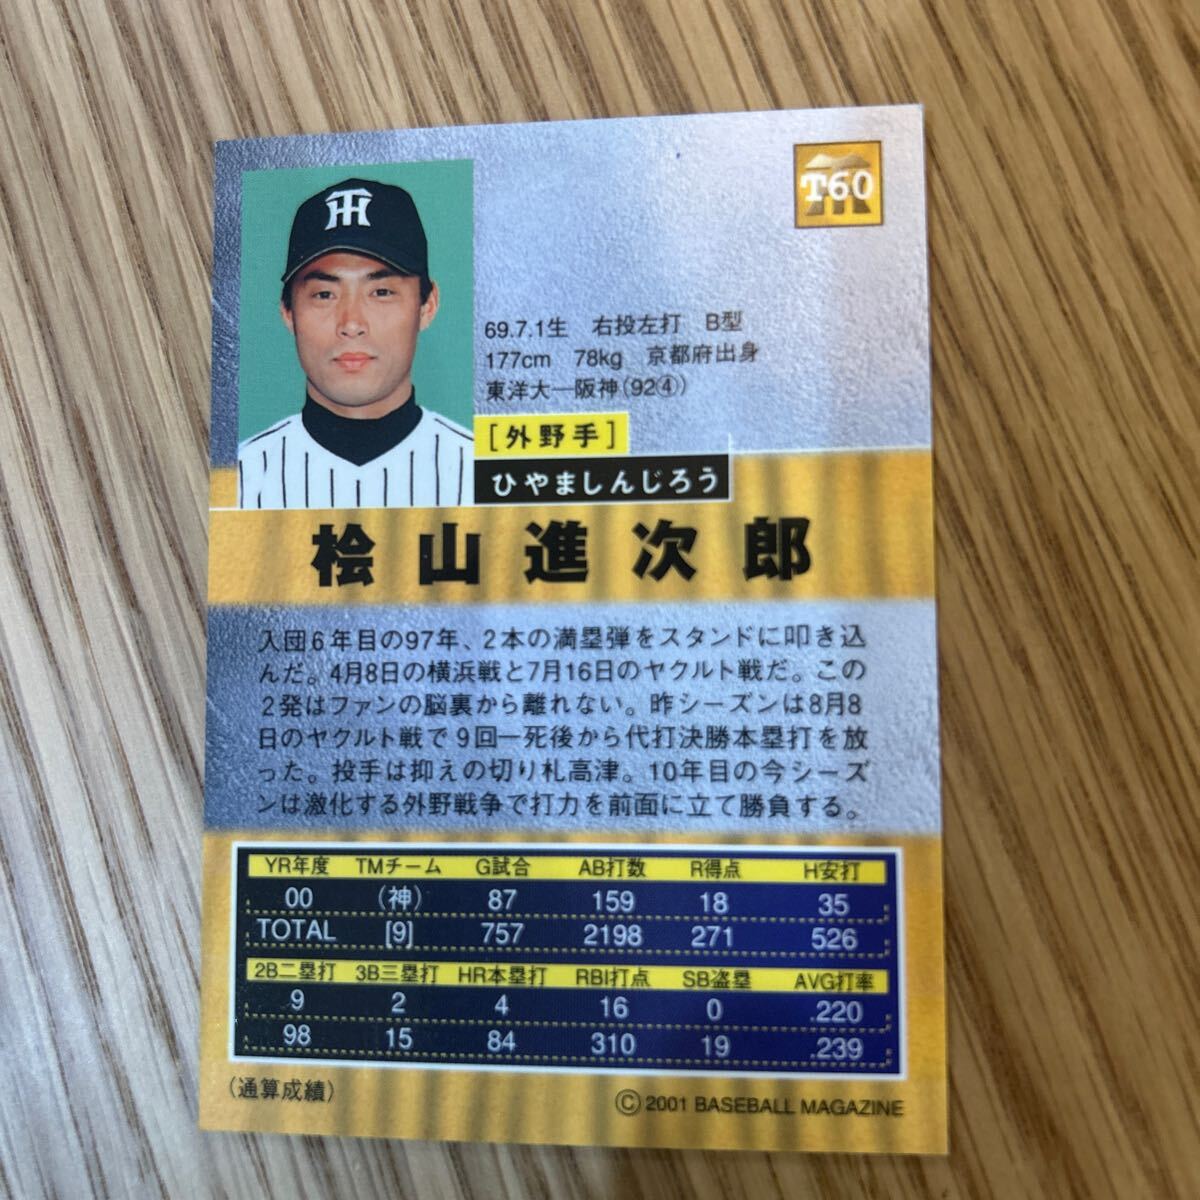 T60
69.7.1生 右投左打 B型
177cm 78kg 京都府出身
東洋大—阪神(92④)
[外野手]
ひやましんじろう
桧山進次郎
入団6年目の97年、2本の満塁弾をスタンドに叩き込
んだ。4月8日の横浜戦と7月16日のヤクルト戦だ。この
2発はファンの脳裏から離れない。昨シーズンは8月8
日のヤクルト戦で9回一死後から代打決勝本塁打を放
った。投手は抑えの切り札高津。10年目の今シーズ
ンは激化する外野戦争で打力を前面に立て勝負する。
YR年度 TMチーム G試合 AB打数 R得点 H安打
00 (神) 87 159 18 35
TOTAL [9] 757 2198 271 526
2B二塁打 3B三塁打 HR本塁打 RBI打点 SB盗塁 AVG打率
9 2 4 16 0 .220
98 15 84 310 19 .239
(通算成績)
© 2001 BASEBALL MAGAZINE